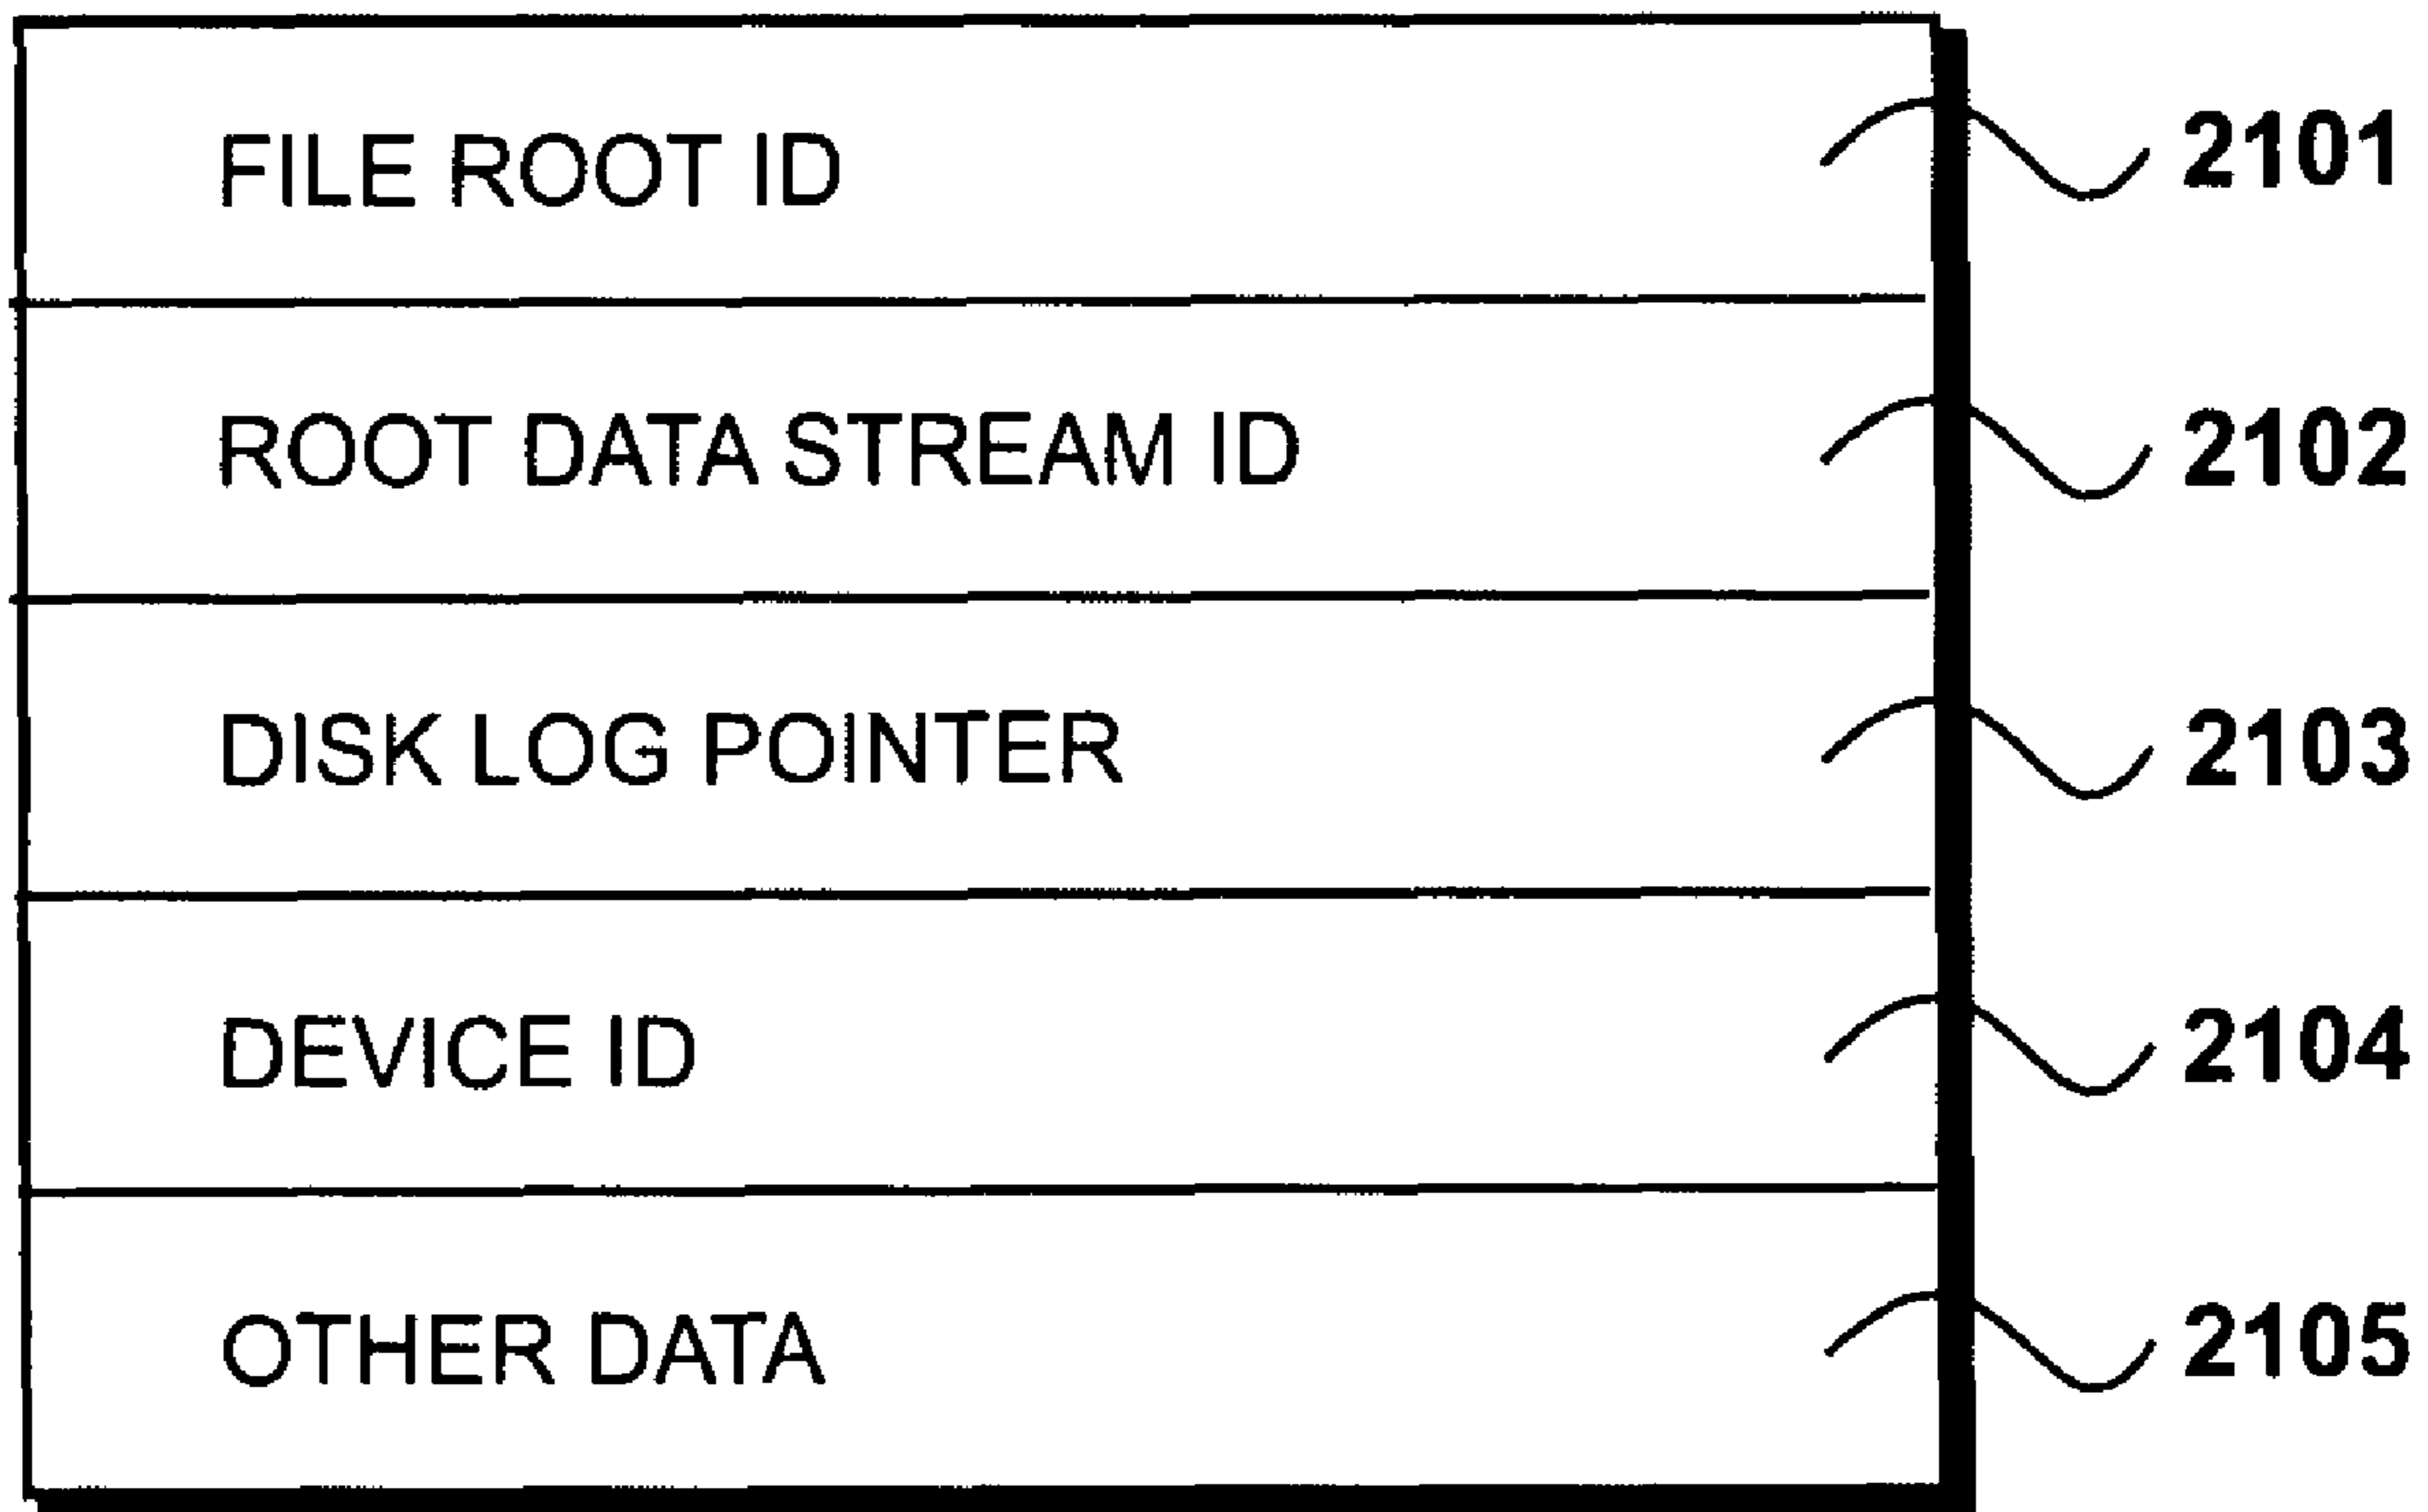 FILE ROOT ID 2101
ROOT DATA STREAM ID 2102
DISK LOG POINTER 2103
DEVICE ID 2104
OTHER DATA 2105